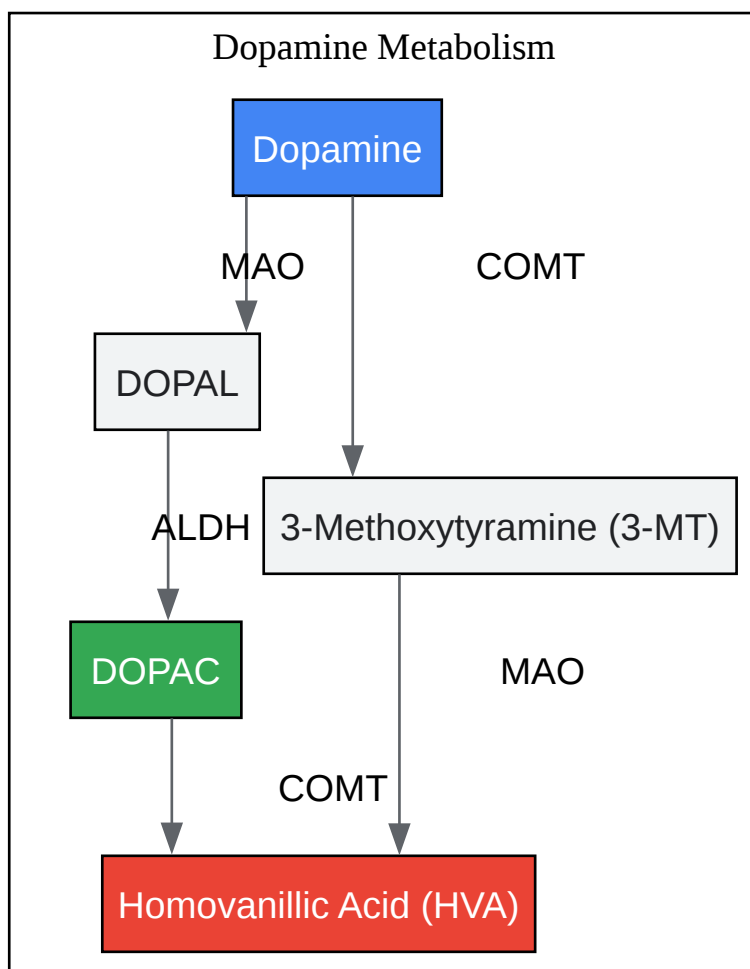 Dopamine Metabolism
Dopamine
MAO
COMT
DOPAL
ALDH
3-Methoxytyramine (3-MT)
DOPAC
MAO
COMT
Homovanillic Acid (HVA)